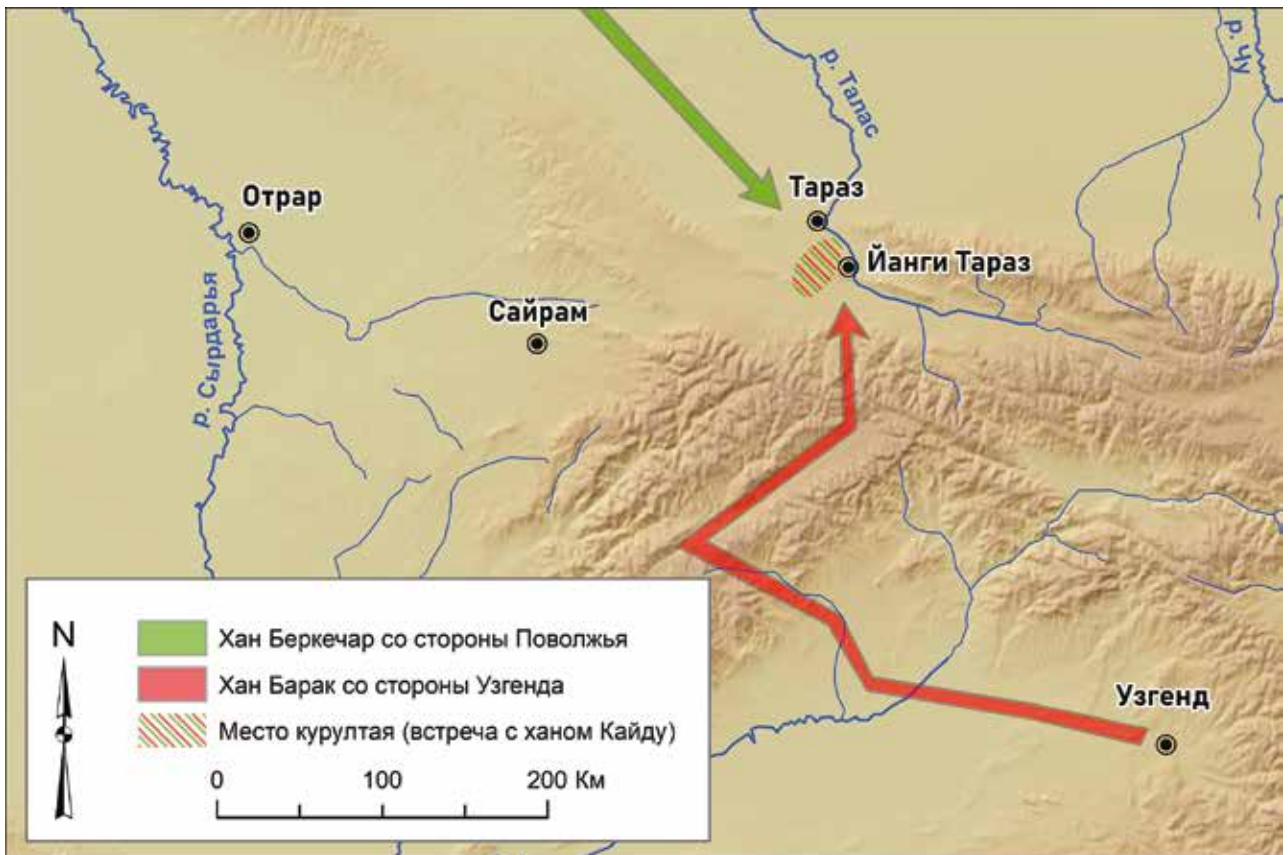 р. Талас
р. Чу
Тараз
Отрар
Йанги Тараз
р. Сырдарья
Сайрам
N
Хан Беркечар со стороны Поволжья
Хан Барак со стороны Узгенда
Место курултая (встреча с ханом Кайду)
0 100 200 Км
Узгенд